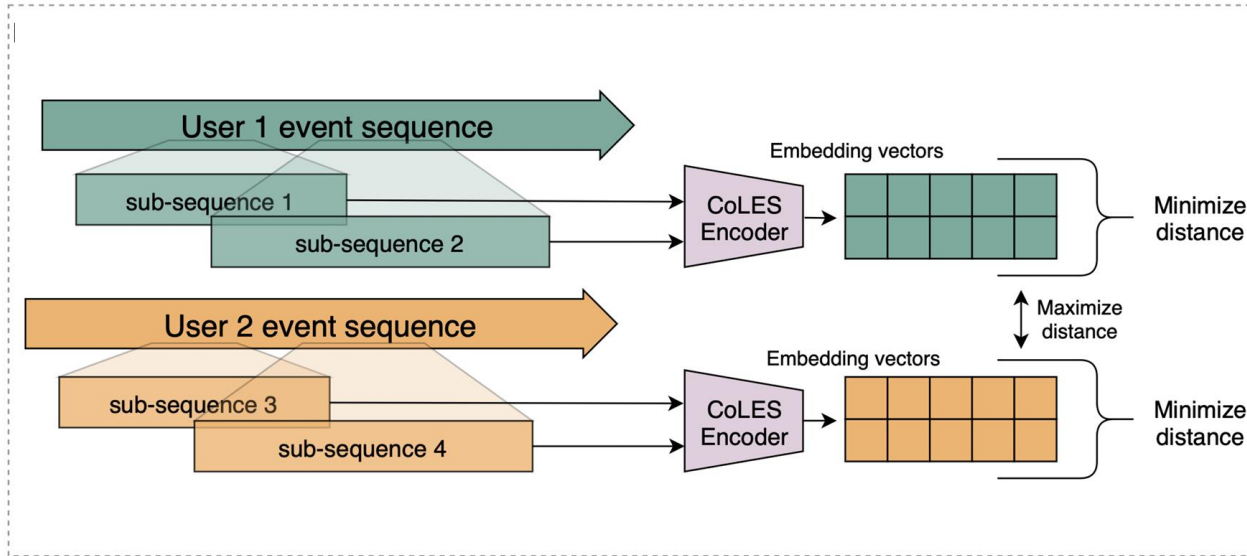 User 1 event sequence
sub-sequence 1
sub-sequence 2
CoLES
Encoder
Embedding vectors
Minimize
distance
Maximize
distance
User 2 event sequence
sub-sequence 3
sub-sequence 4
CoLES
Encoder
Embedding vectors
Minimize
distance